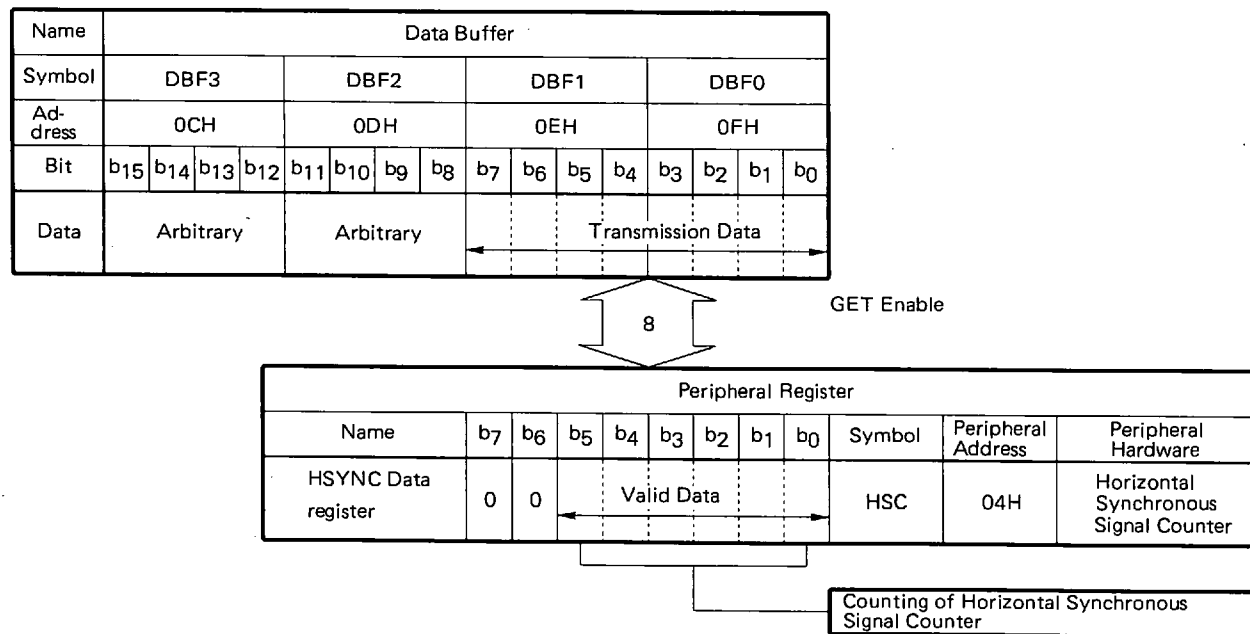 Name Data Buffer
Symbol DBF3 DBF2 DBF1 DBF0
Ad-
dress 0CH 0DH 0EH 0FH
Bit b15 b14 b13 b12 b11 b10 b9 b8 b7 b6 b5 b4 b3 b2 b1 b0
Data Arbitrary Arbitrary Transmission Data
8 GET Enable
Peripheral Register
Name b7 b6 b5 b4 b3 b2 b1 b0 Symbol Peripheral Address Peripheral Hardware
HSYNC Data register 0 0 Valid Data HSC 04H Horizontal Synchronous Signal Counter
Counting of Horizontal Synchronous
Signal Counter